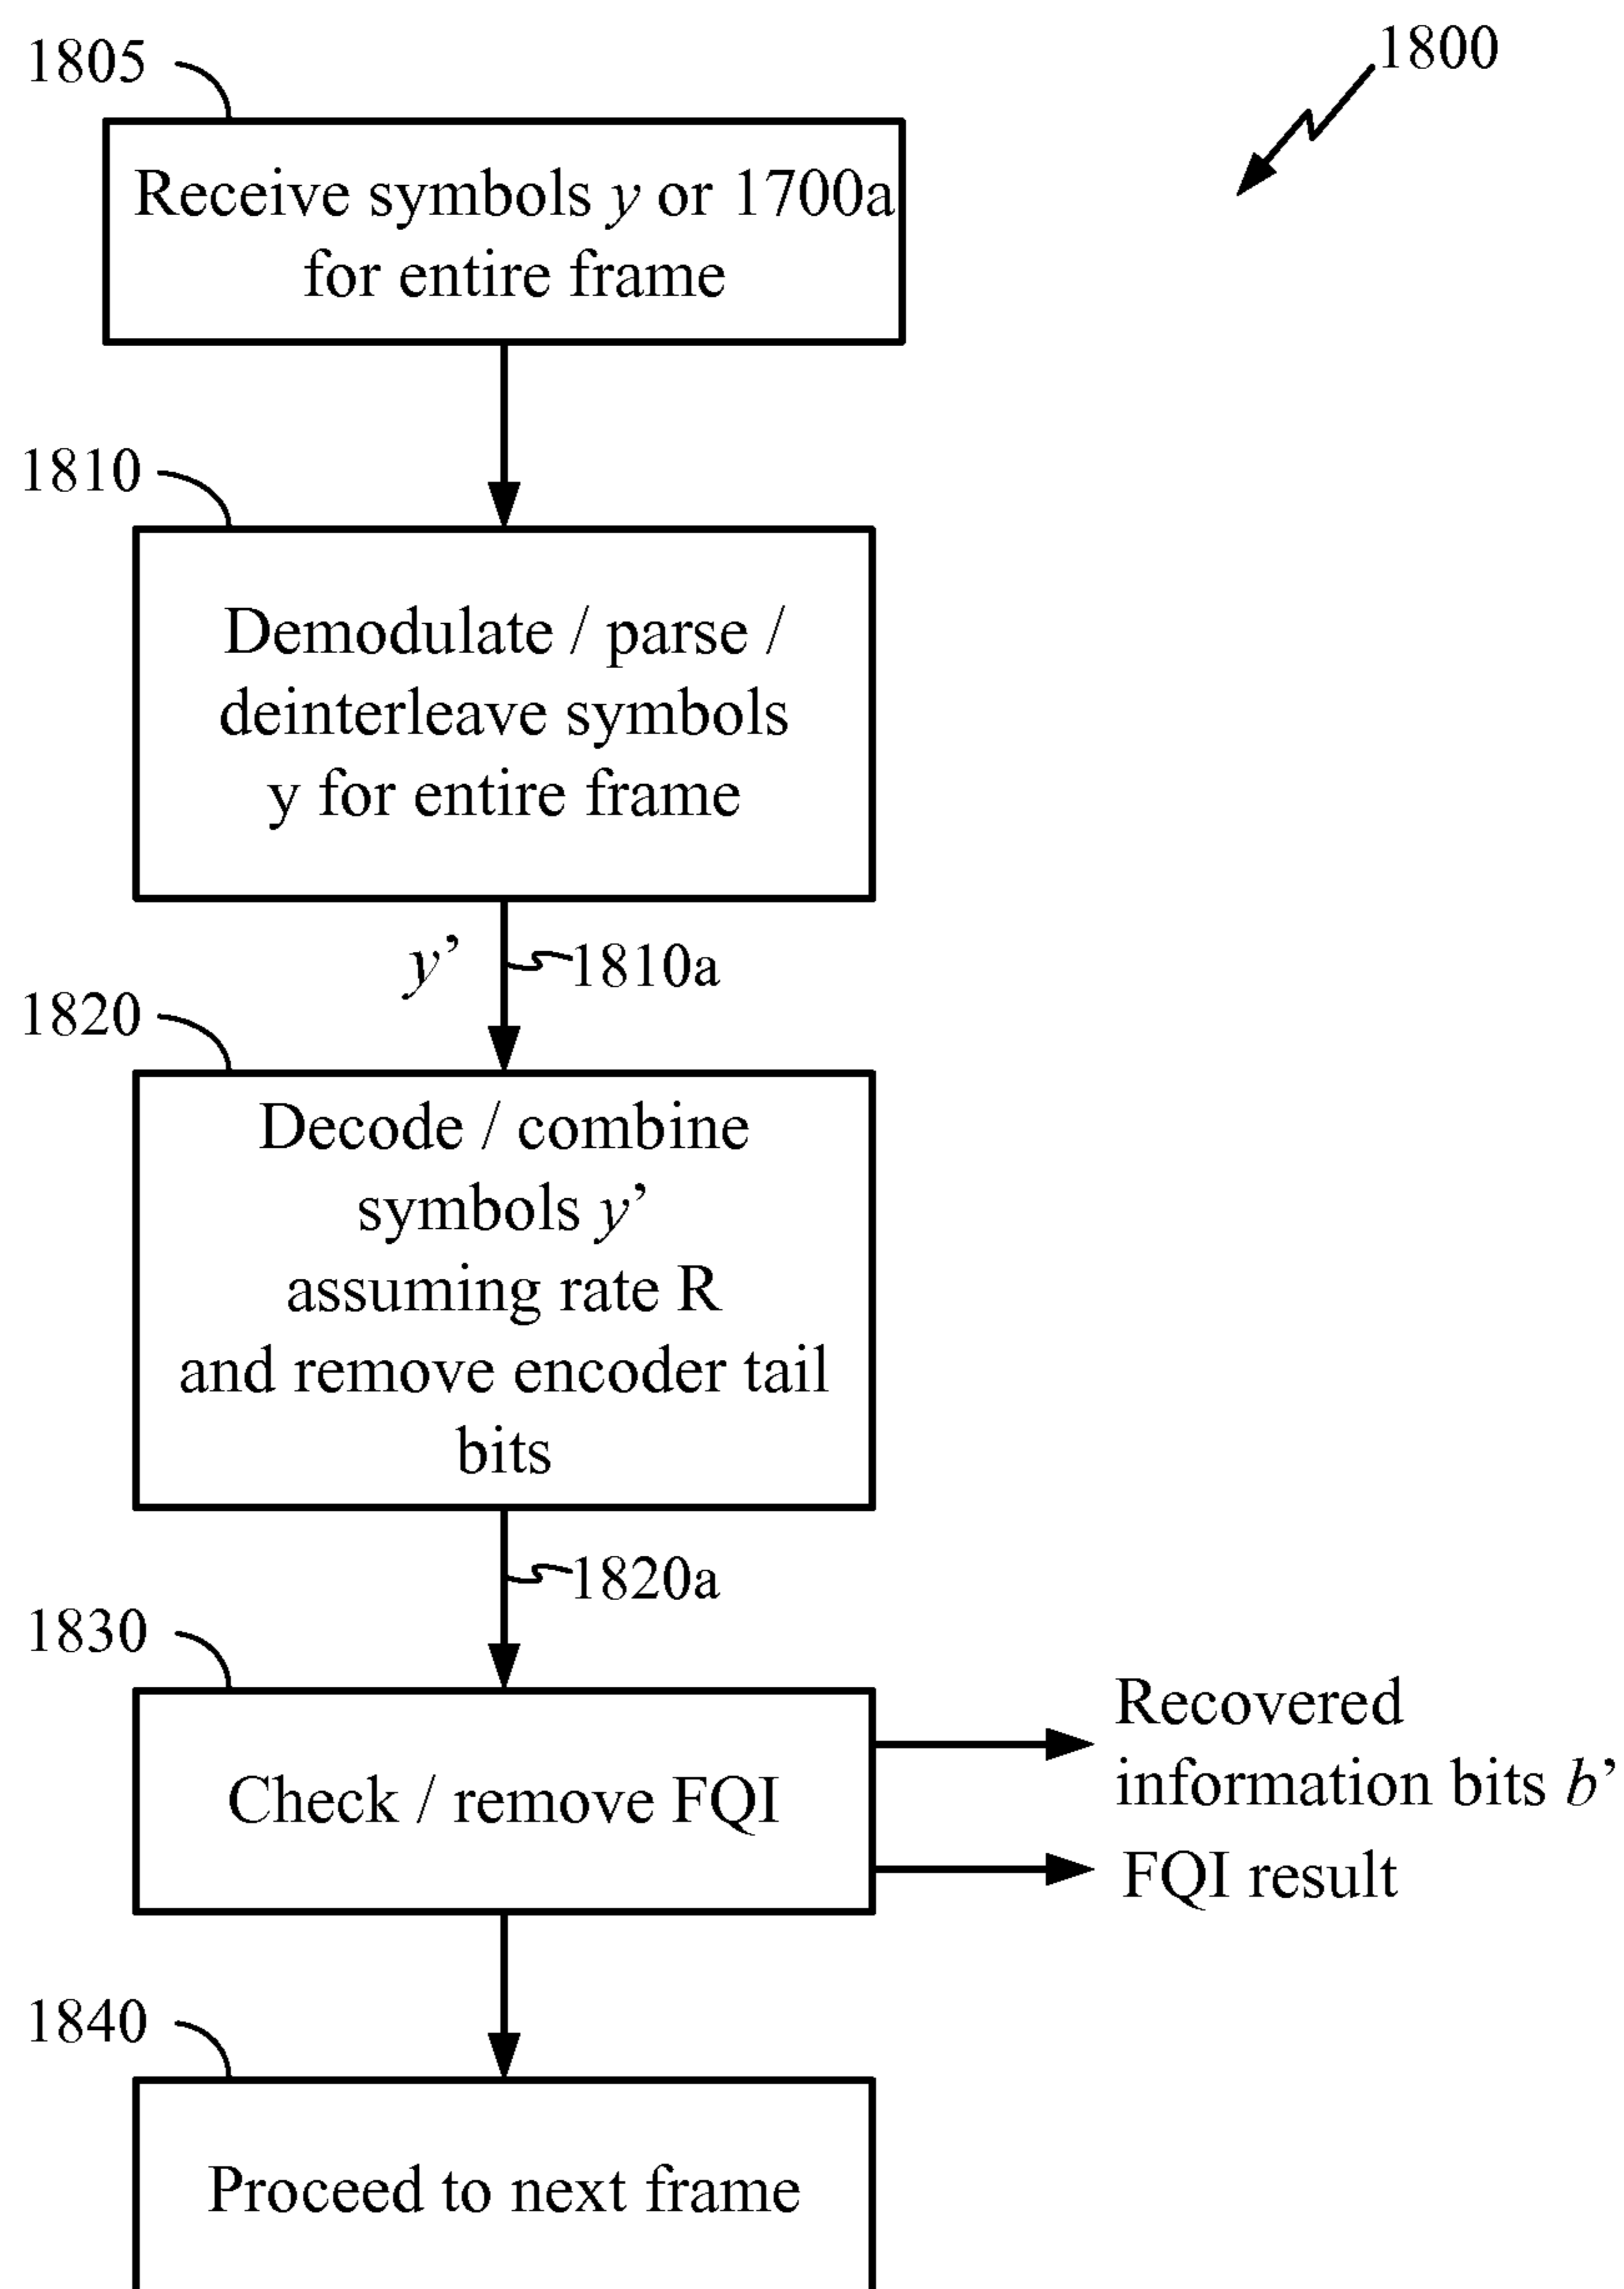 1805
1800
Receive symbols y or 1700a
for entire frame
1810
Demodulate / parse /
deinterleave symbols
y for entire frame
y’
1810a
1820
Decode / combine
symbols y’
assuming rate R
and remove encoder tail
bits
1820a
1830
Check / remove FQI
Recovered
information bits b’
FQI result
1840
Proceed to next frame